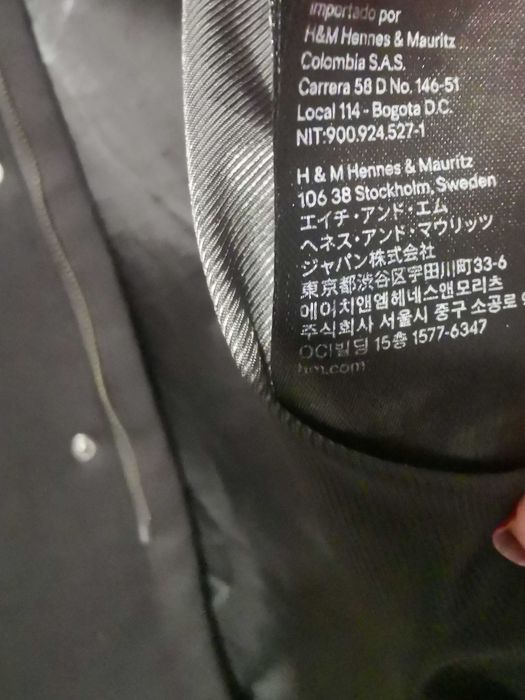 importado por
H&M Hennes & Mauritz
Colombia S.A.S.
Carrera 58 D No. 146-51
Local 114 - Bogota D.C.
NIT:900.924.527-1
H & M Hennes & Mauritz
106 38 Stockholm, Sweden
エイチ・アンド・エム
ヘネス・アンド・マウリッツ
ジャパン株式会社
東京都渋谷区宇田川町33-6
에이치앤엠헤네스앤모리츠
주식회사 서울시 중구 소공로
OCI빌딩 15층 1577-6347
hm.com